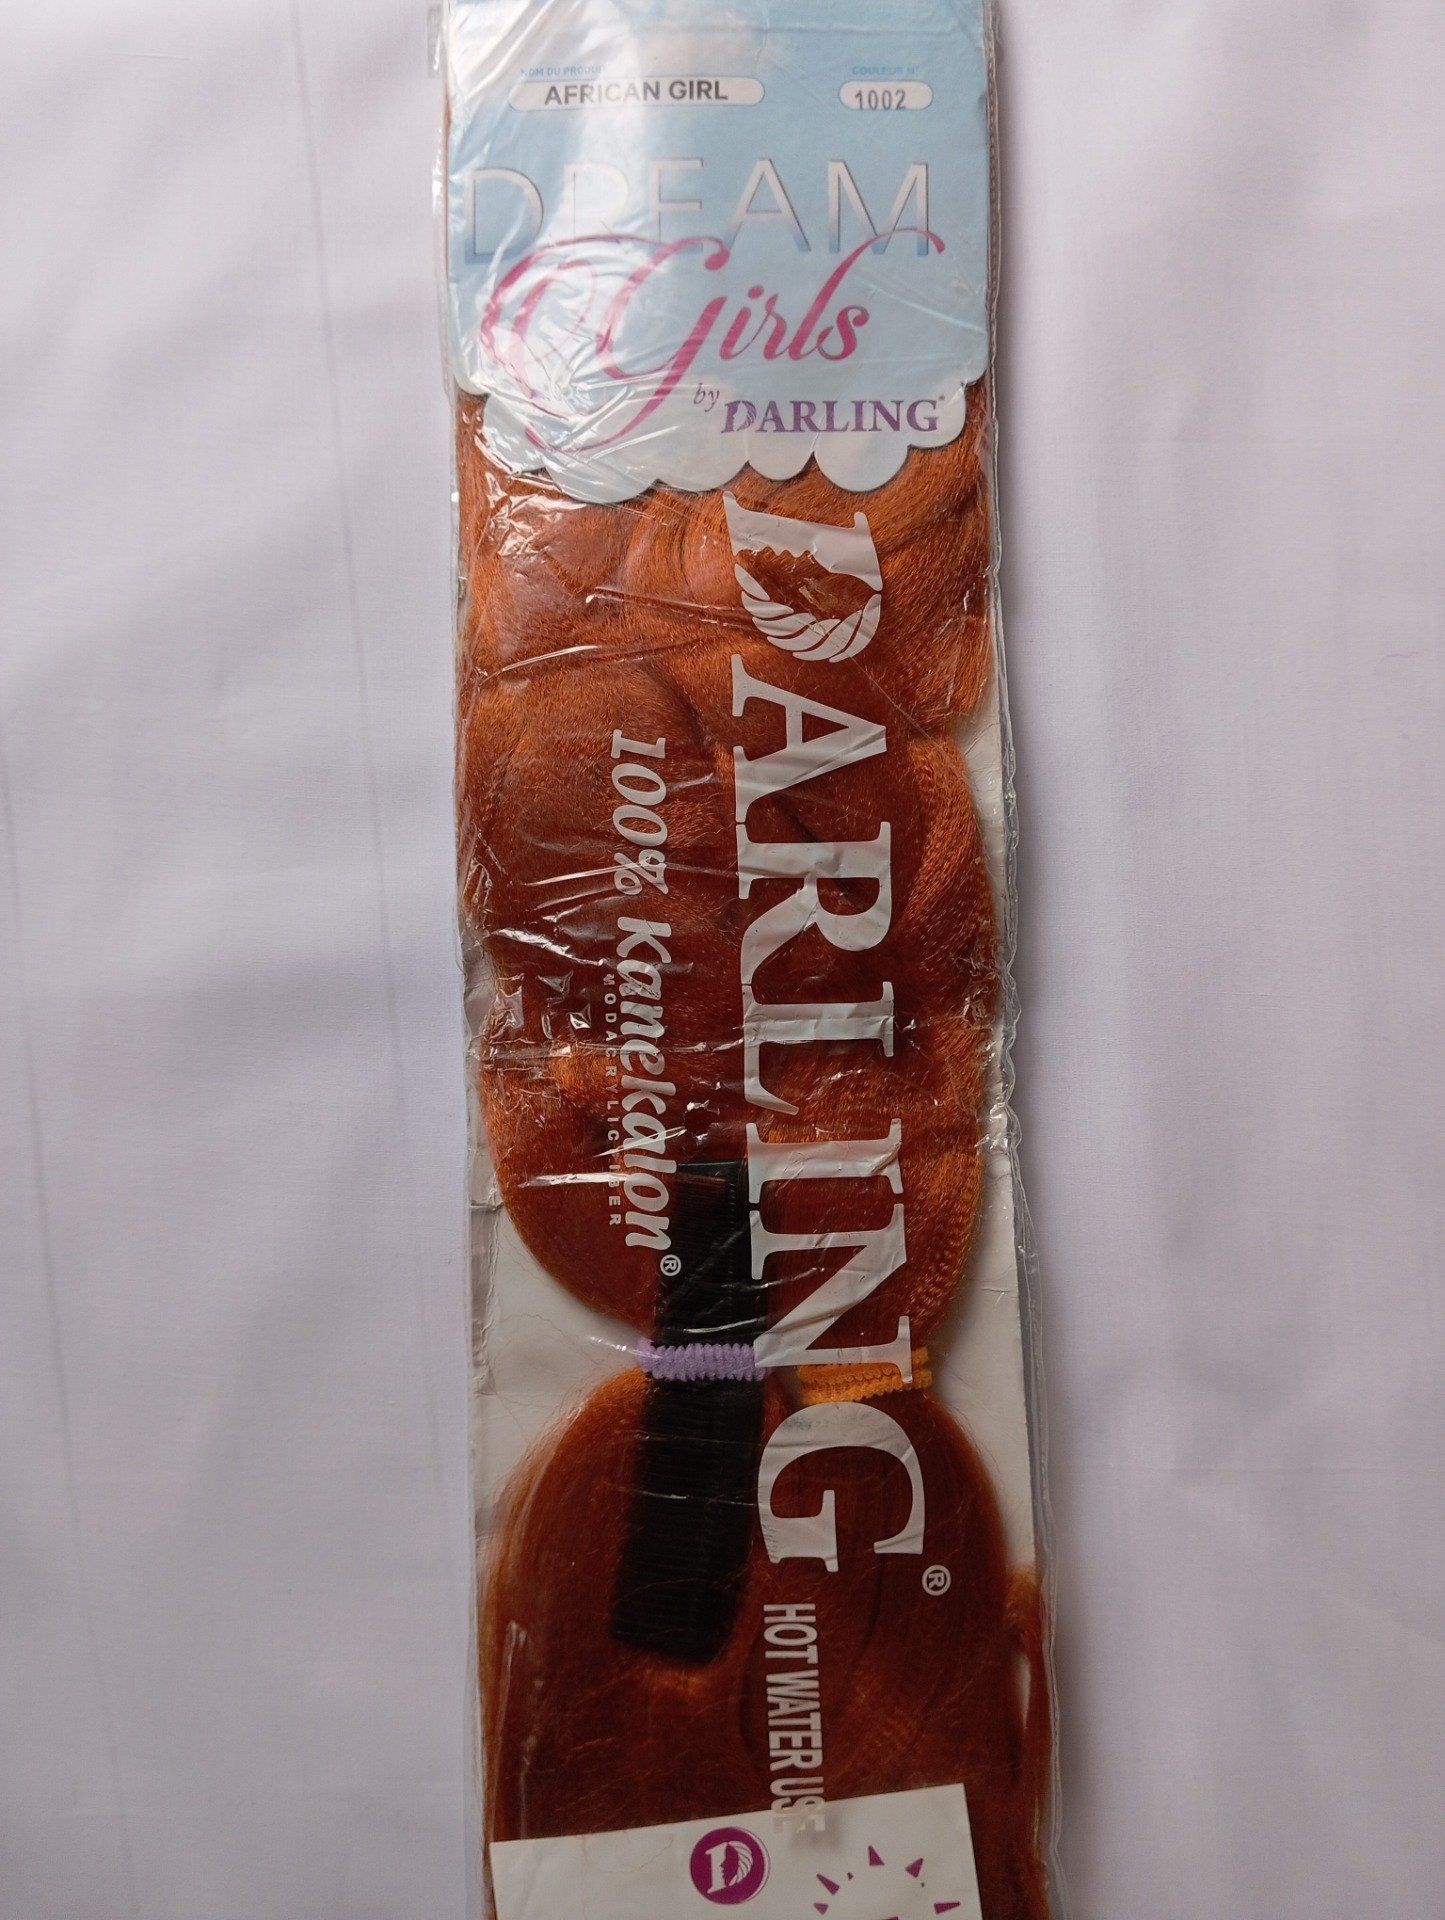 NOM DU PRODUIT
AFRICAN GIRL
COULEUR N°
1002
DREAM
Girls
by DARLING
DARLING®
100% Kanekalon®
MODACRYLIC FIBER
HOT WATER USE